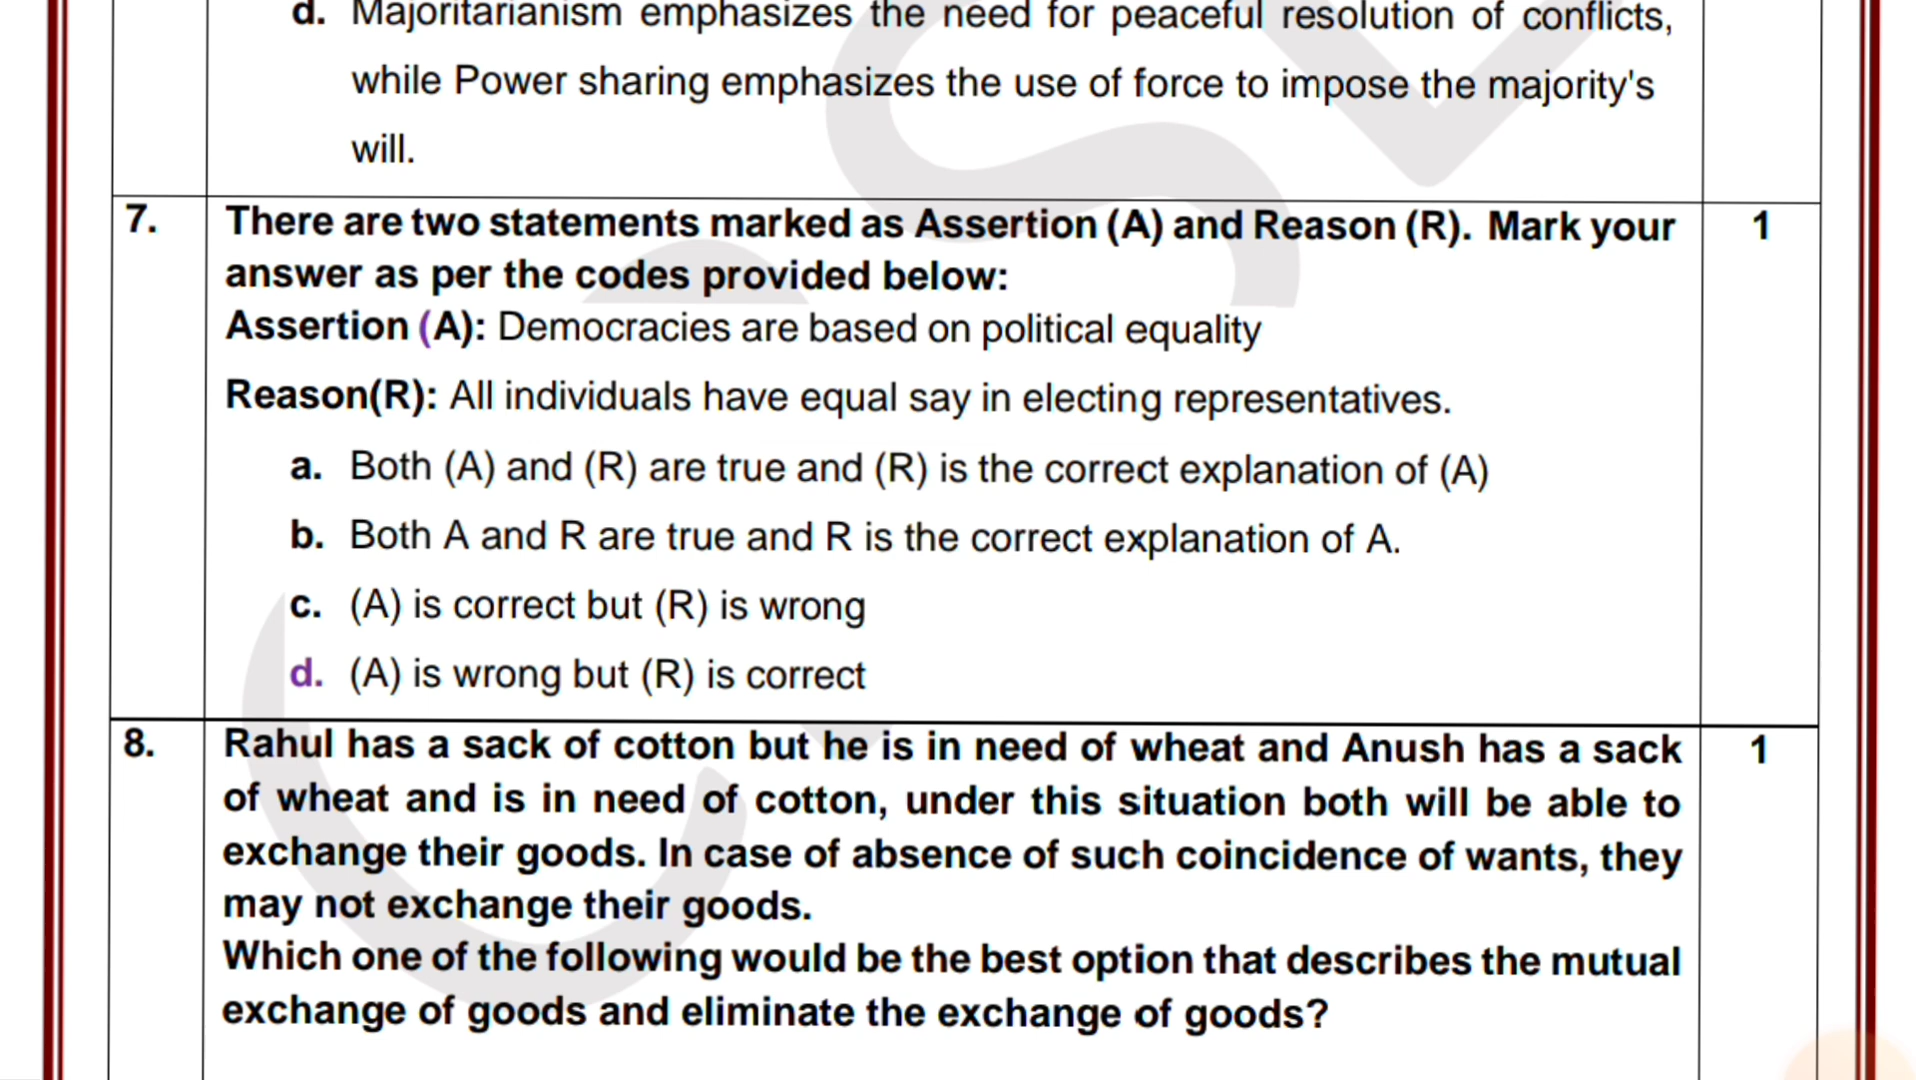 d. Majoritarianism emphasizes the need for peaceful resolution of conflicts,
while Power sharing emphasizes the use of force to impose the majority's
will.
7. There are two statements marked as Assertion (A) and Reason (R). Mark your 1
answer as per the codes provided below:
Assertion (A): Democracies are based on political equality
Reason(R): All individuals have equal say in electing representatives.
a. Both (A) and (R) are true and (R) is the correct explanation of (A)
b. Both A and R are true and R is the correct explanation of A.
c. (A) is correct but (R) is wrong
d. (A) is wrong but (R) is correct
8. Rahul has a sack of cotton but he is in need of wheat and Anush has a sack 1
of wheat and is in need of cotton, under this situation both will be able to
exchange their goods. In case of absence of such coincidence of wants, they
may not exchange their goods.
Which one of the following would be the best option that describes the mutual
exchange of goods and eliminate the exchange of goods?